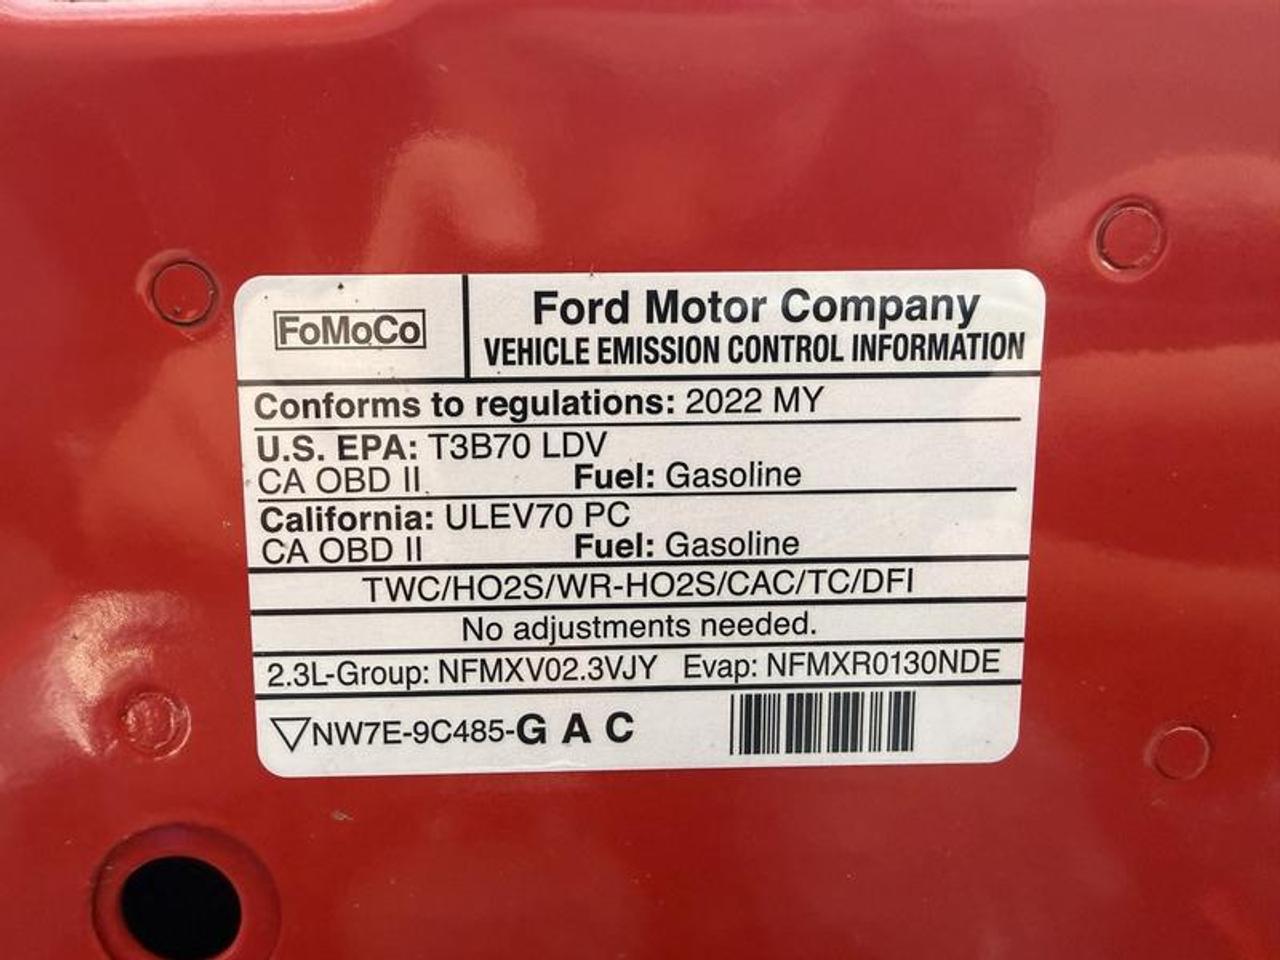 FoMoCo
Ford Motor Company
VEHICLE EMISSION CONTROL INFORMATION
Conforms to regulations: 2022 MY
U.S. EPA: T3B70 LDV
CA OBD II Fuel: Gasoline
California: ULEV70 PC
CA OBD II Fuel: Gasoline
TWC/HO2S/WR-HO2S/CAC/TC/DFI
No adjustments needed.
2.3L-Group: NFMXV02.3VJY Evap: NFMXR0130NDE
NW7E-9C485-G A C